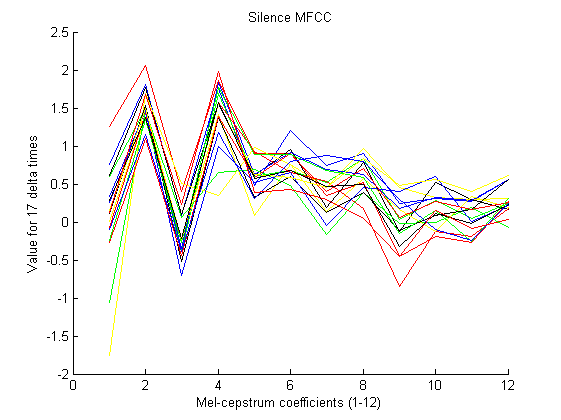 Silence MFCC
2.5
2
1.5
1
0.5
0
-0.5
-1
-1.5
-2
Value for 17 delta times
0 2 4 6 8 10 12
Mel-cepstrum coefficients (1-12)